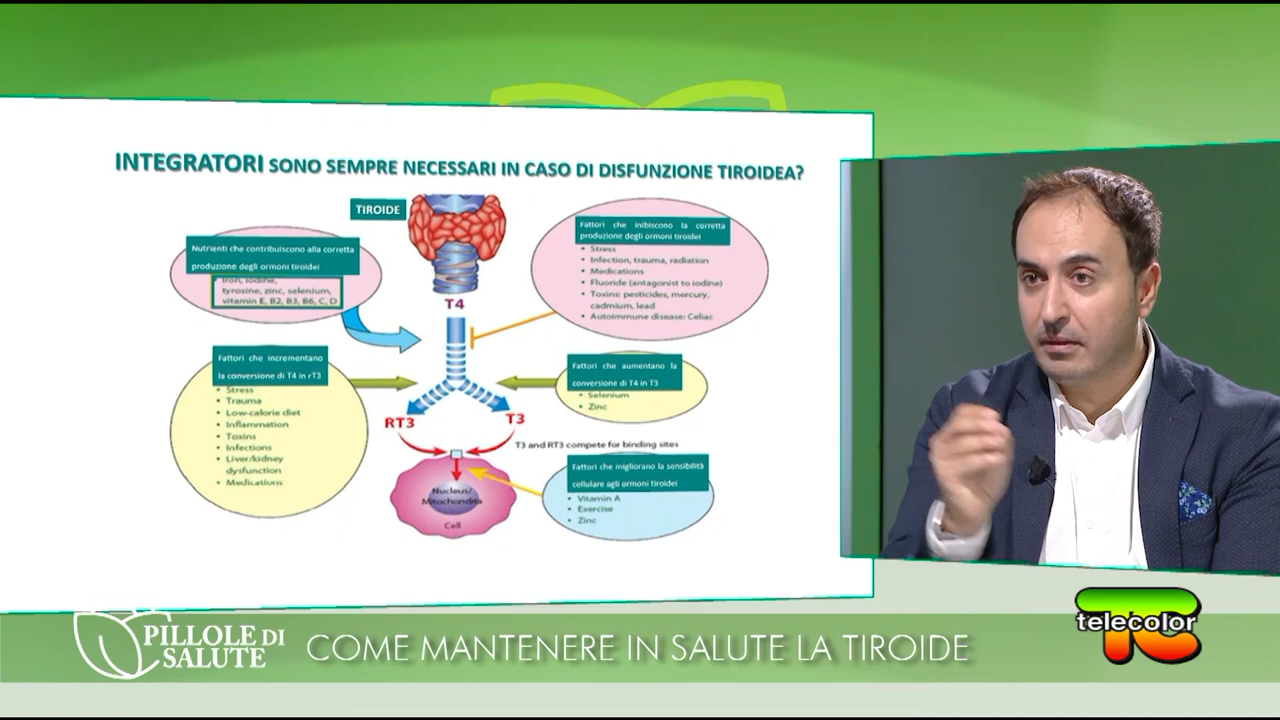 INTEGRATORI SONO SEMPRE NECESSARI IN CASO DI DISFUNZIONE TIROIDEA?
TIROIDE
Nutrienti che contribuiscono alla corretta
produzione degli ormoni tiroidei
Iron, iodine,
tyrosine, zinc, selenium,
vitamin E, B2, B3, B6, C, D
Fattori che inibiscono la corretta
produzione degli ormoni tiroidei
• Stress
• Infection, trauma, radiation
• Medications
• Fluoride (antagonist to iodine)
• Toxins: pesticides, mercury,
cadmium, lead
• Autoimmune disease: Celiac
T4
Fattori che incrementano
la conversione di T4 in rT3
• Stress
• Trauma
• Low-calorie diet
• Inflammation
• Toxins
• Infections
• Liver/kidney
dysfunction
• Medications
Fattori che aumentano la
conversione di T4 in T3
• Selenium
• Zinc
RT3
T3
T3 and RT3 compete for binding sites
Fattori che migliorano la sensibilità
cellulare agli ormoni tiroidei
• Vitamin A
• Exercise
• Zinc
Nucleus/
Mitochondria
Cell
PILLOLE DI
SALUTE
COME MANTENERE IN SALUTE LA TIROIDE
telecolor